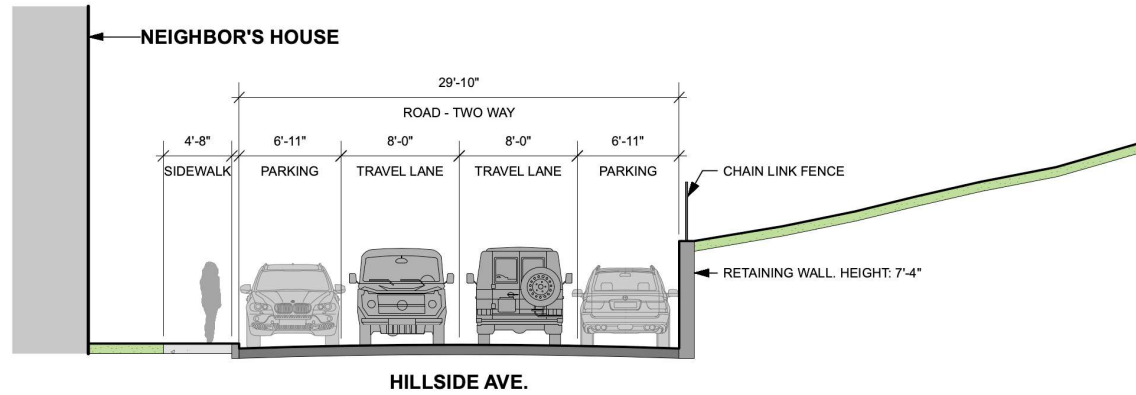 NEIGHBOR'S HOUSE
29'-10"
ROAD - TWO WAY
4'-8"
6'-11"
8'-0"
8'-0"
6'-11"
SIDEWALK
PARKING
TRAVEL LANE
TRAVEL LANE
PARKING
CHAIN LINK FENCE
RETAINING WALL. HEIGHT: 7'-4"
HILLSIDE AVE.